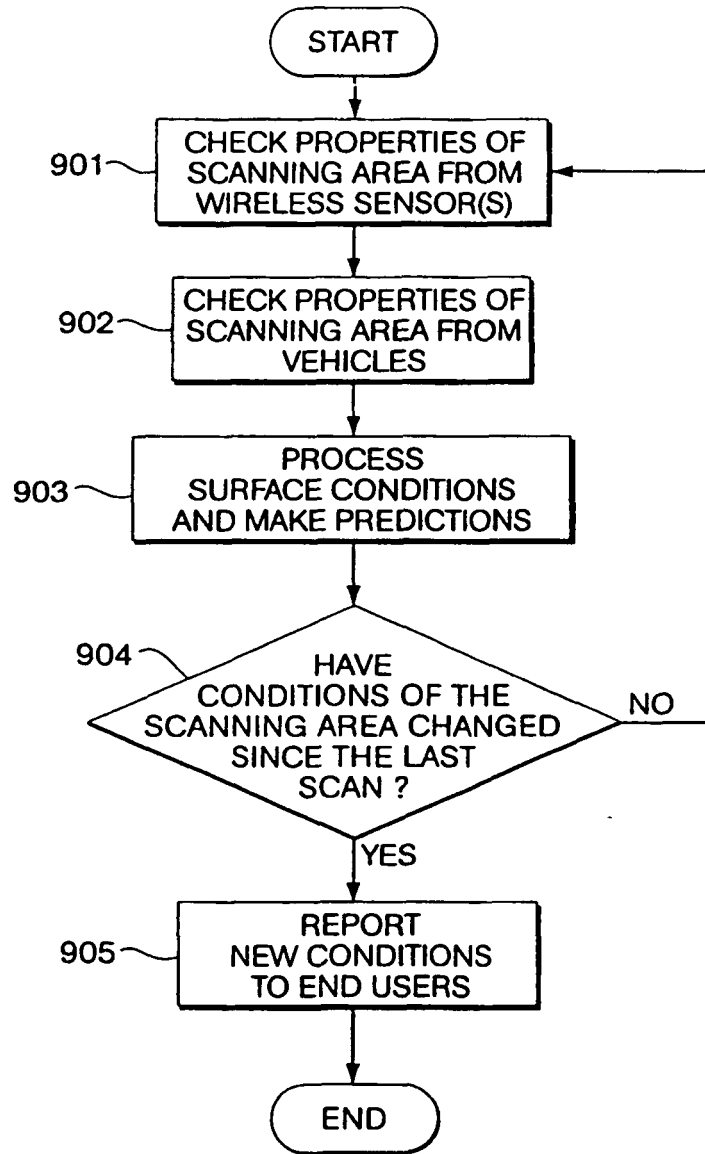 START
901
CHECK PROPERTIES OF
SCANNING AREA FROM
WIRELESS SENSOR(S)
902
CHECK PROPERTIES OF
SCANNING AREA FROM
VEHICLES
903
PROCESS
SURFACE CONDITIONS
AND MAKE PREDICTIONS
904
HAVE
CONDITIONS OF THE
SCANNING AREA CHANGED
SINCE THE LAST
SCAN ?
NO
YES
905
REPORT
NEW CONDITIONS
TO END USERS
END